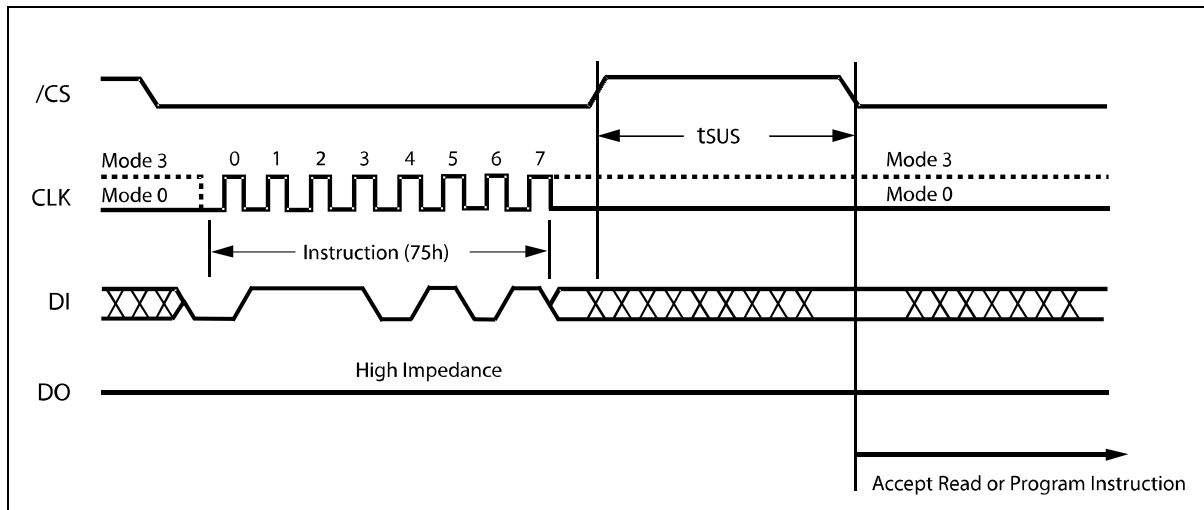 /CS
tSUS
Mode 3
0 1 2 3 4 5 6 7
Mode 3
CLK
Mode 0
Mode 0
Instruction (75h)
DI
High Impedance
DO
Accept Read or Program Instruction